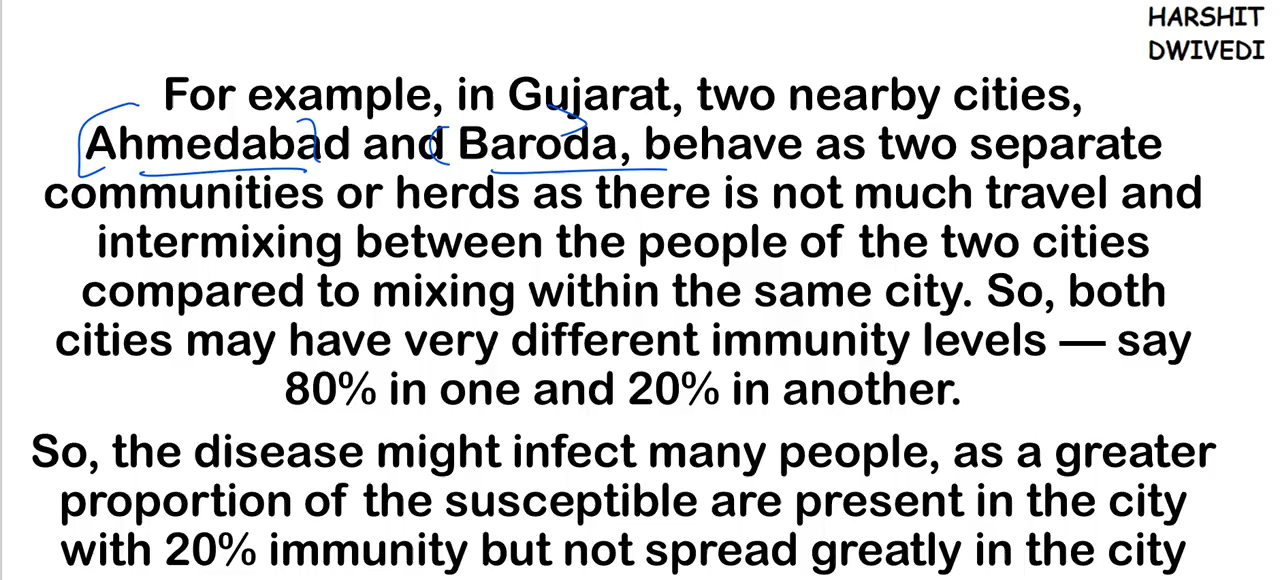 HARSHIT
DWIVEDI
For example, in Gujarat, two nearby cities,
Ahmedabad and Baroda, behave as two separate
communities or herds as there is not much travel and
intermixing between the people of the two cities
compared to mixing within the same city. So, both
cities may have very different immunity levels — say
80% in one and 20% in another.
So, the disease might infect many people, as a greater
proportion of the susceptible are present in the city
with 20% immunity but not spread greatly in the city